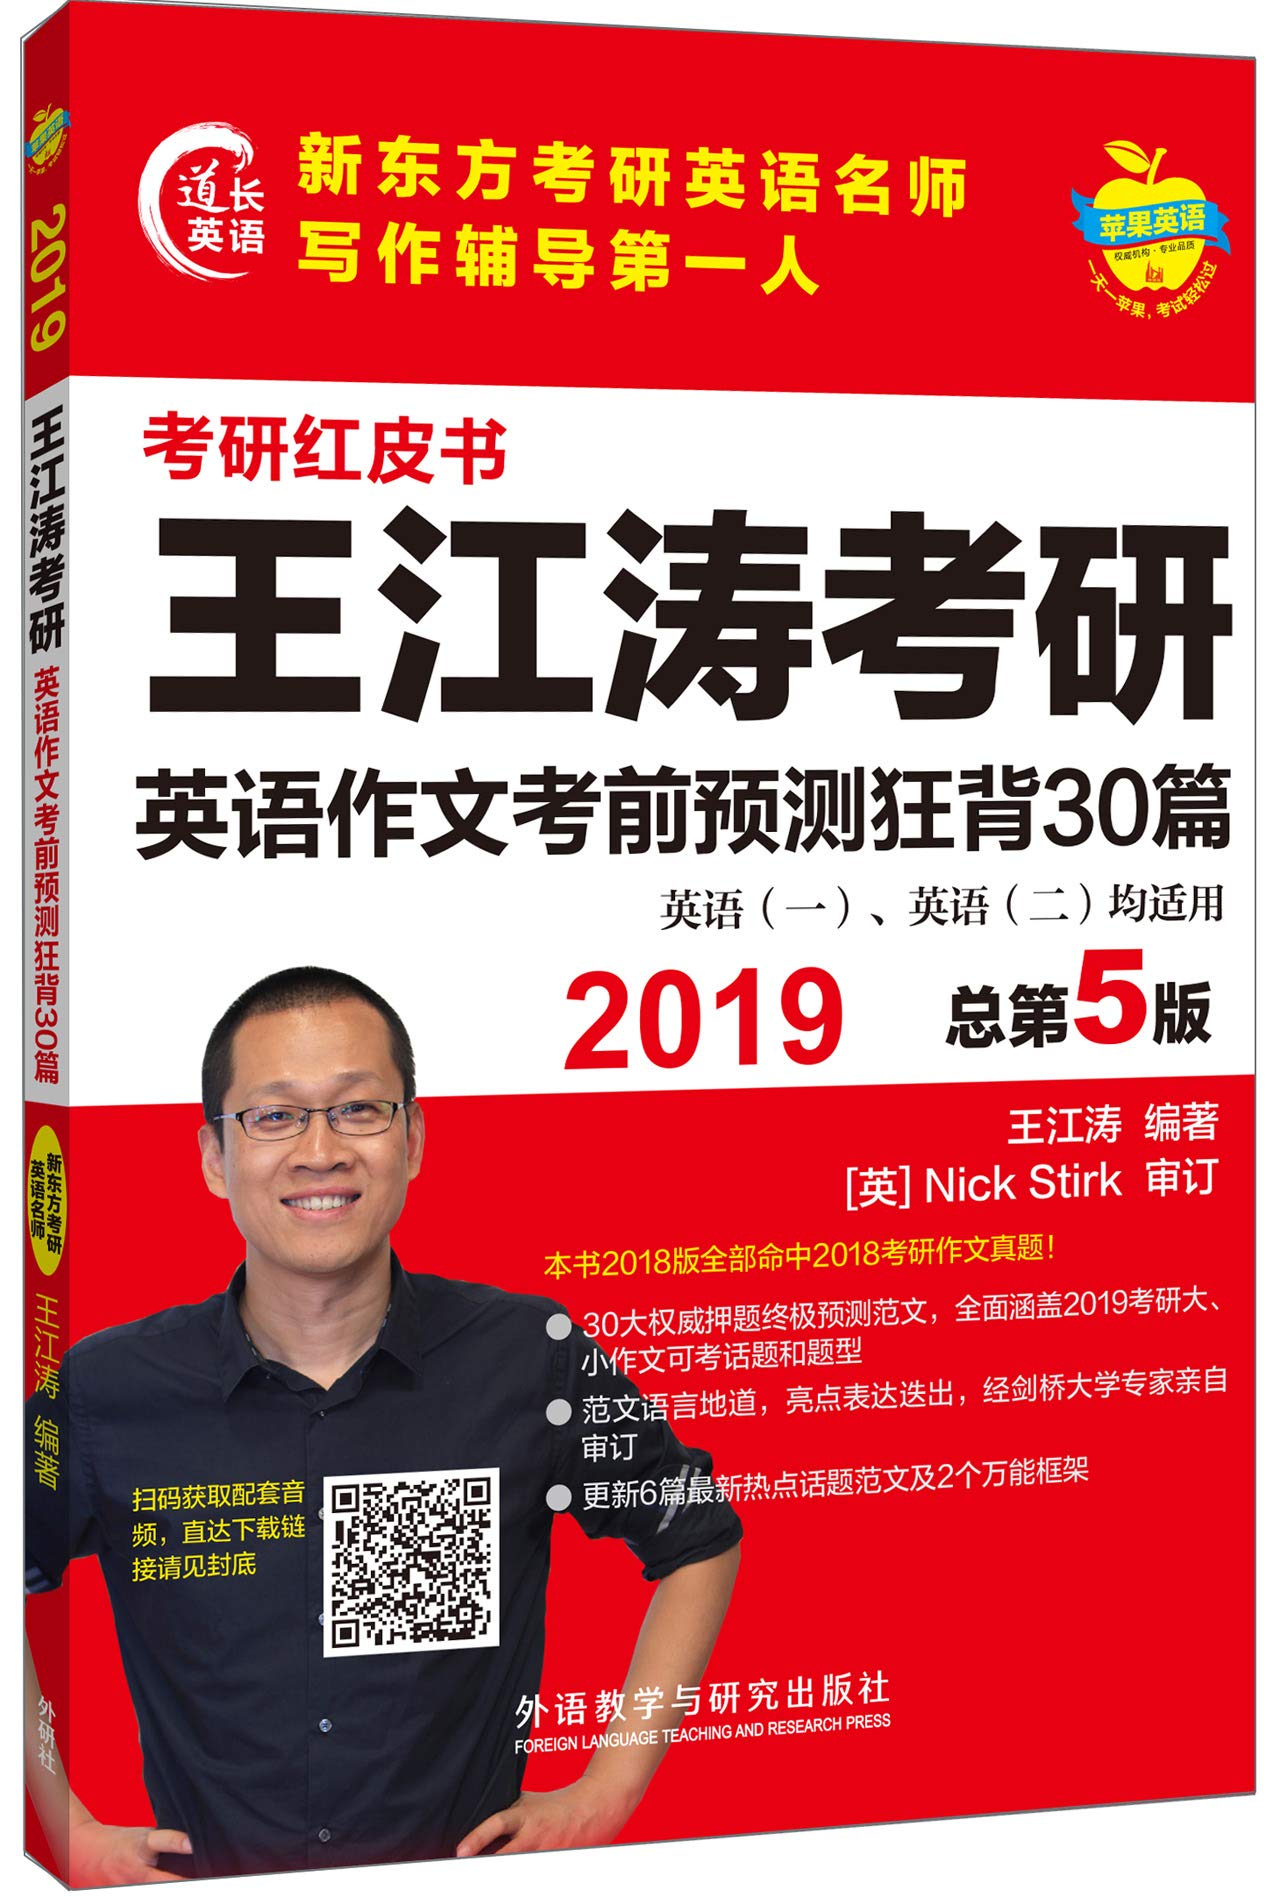 道长
英语
新东方考研英语名师
写作辅导第一人
苹果英语
权威机构·专业品质
一天一苹果，考试轻松过
考研红皮书
王江涛考研
英语作文考前预测狂背30篇
英语（一）、英语（二）均适用
2019 总第5版
王江涛 编著
[英] Nick Stirk 审订
本书2018版全部命中2018考研作文真题！
30大权威押题终极预测范文，全面涵盖2019考研大、
小作文可考话题和题型
范文语言地道，亮点表达迭出，经剑桥大学专家亲自
审订
更新6篇最新热点话题范文及2个万能框架
扫码获取配套音
频，直达下载链
接请见封底
外语教学与研究出版社
FOREIGN LANGUAGE TEACHING AND RESEARCH PRESS
苹果英语
2019
王江涛考研
英语作文考前预测狂背30篇
新东方考研
英语名师
王江涛 编著
外研社